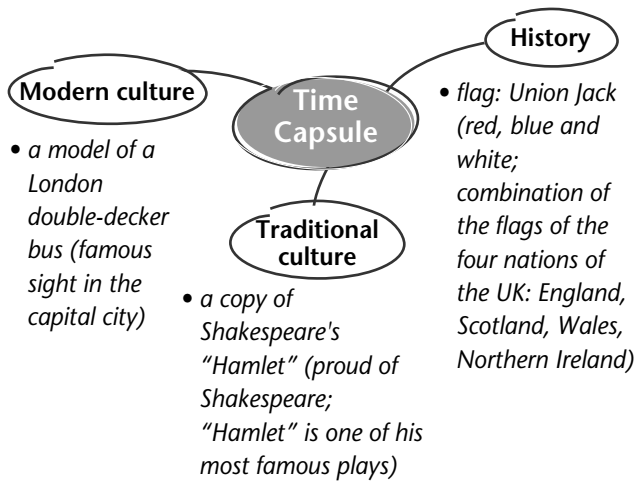 Time
Capsule
Modern culture
• a model of a
London
double-decker
bus (famous
sight in the
capital city)
Traditional
culture
• a copy of
Shakespeare's
“Hamlet” (proud of
Shakespeare;
“Hamlet” is one of his
most famous plays)
History
• flag: Union Jack
(red, blue and
white;
combination of
the flags of the
four nations of
the UK: England,
Scotland, Wales,
Northern Ireland)